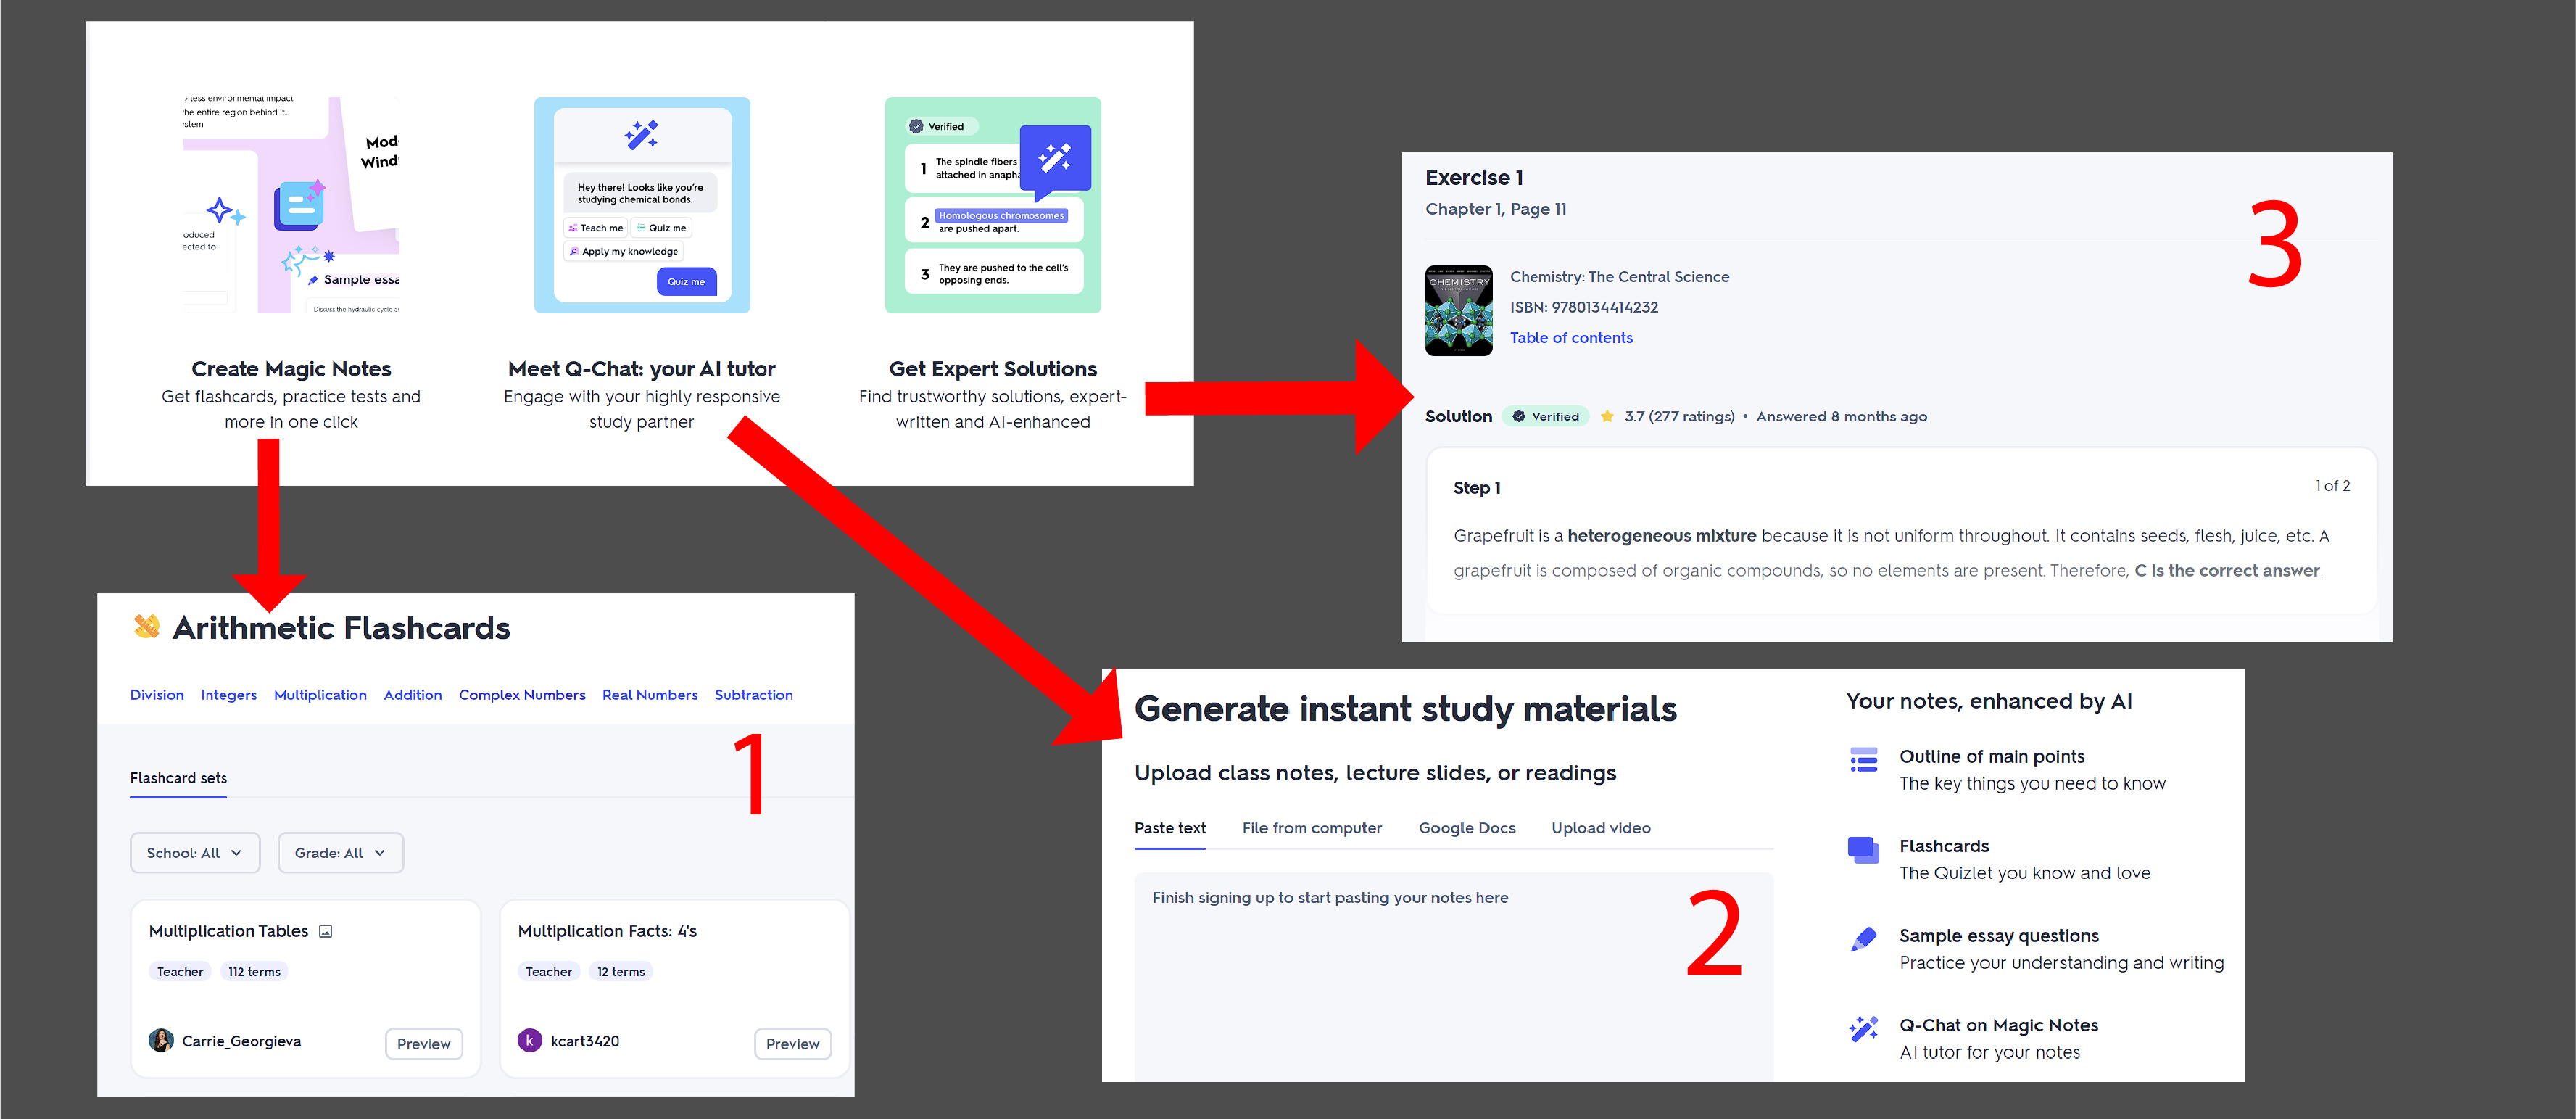 less environmental impact
the entire region behind it...
stem
Mode
Windr
oduced
ected to
Sample essa
Discuss the hydraulic cycle a
Create Magic Notes
Get flashcards, practice tests and
more in one click
Hey there! Looks like you're
studying chemical bonds.
Teach me
Quiz me
Apply my knowledge
Quiz me
Meet Q-Chat: your AI tutor
Engage with your highly responsive
study partner
Verified
1 The spindle fibers
attached in anapha
2 Homologous chromosomes
are pushed apart.
3 They are pushed to the cell's
opposing ends.
Get Expert Solutions
Find trustworthy solutions, expert-
written and AI-enhanced
Arithmetic Flashcards
Division Integers Multiplication Addition Complex Numbers Real Numbers Subtraction
1
Flashcard sets
School: All Grade: All
Multiplication Tables
Teacher 112 terms
Carrie_Georgieva
Preview
Multiplication Facts: 4's
Teacher 12 terms
k kcart3420
Preview
Generate instant study materials
Upload class notes, lecture slides, or readings
Paste text File from computer Google Docs Upload video
Finish signing up to start pasting your notes here
2
Your notes, enhanced by AI
Outline of main points
The key things you need to know
Flashcards
The Quizlet you know and love
Sample essay questions
Practice your understanding and writing
Q-Chat on Magic Notes
AI tutor for your notes
Exercise 1
Chapter 1, Page 11
3
CHEMISTRY
Chemistry: The Central Science
ISBN: 9780134414232
Table of contents
Solution Verified 3.7 (277 ratings) • Answered 8 months ago
Step 1
1 of 2
Grapefruit is a heterogeneous mixture because it is not uniform throughout. It contains seeds, flesh, juice, etc. A
grapefruit is composed of organic compounds, so no elements are present. Therefore, C is the correct answer.